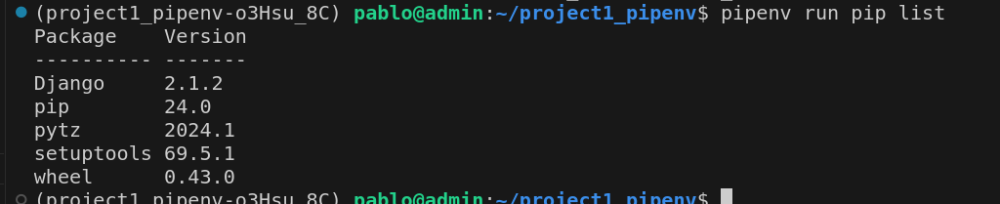 (project1_pipenv-o3Hsu_8C) pablo@admin:~/project1_pipenv$ pipenv run pip list
Package    Version
---------- -------
Django     2.1.2
pip        24.0
pytz       2024.1
setuptools 69.5.1
wheel      0.43.0
(project1_pipenv-o3Hsu_8C) pablo@admin:~/project1_pipenv$